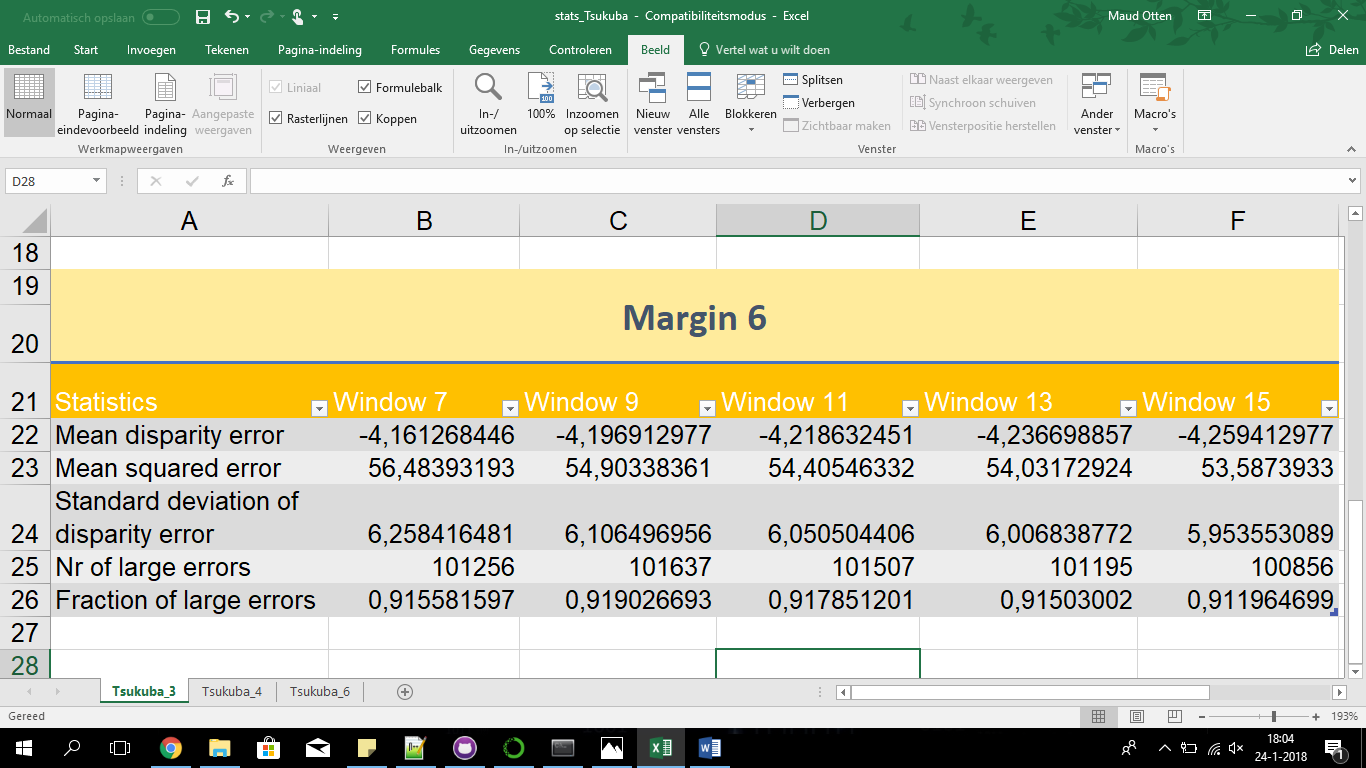 Automatisch opslaan
stats_Tsukuba - Compatibiliteitsmodus - Excel
Maud Otten
Bestand Start Invoegen Tekenen Pagina-indeling Formules Gegevens Controleren Beeld Vertel wat u wilt doen Delen
Normaal
Pagina-eindevoorbeeld
Pagina-indeling
Aangepaste weergaven
Werkmapweergaven
Liniaal Formulebalk
Rasterlijnen Koppen
Weergeven
In-/uitzoomen
100%
Inzoomen op selectie
In-/uitzoomen
Nieuw venster
Alle vensters
Blokkeren
Splitsen
Verbergen
Zichtbaar maken
Naast elkaar weergeven
Synchroon schuiven
Vensterpositie herstellen
Ander venster
Venster
Macro's
Macro's
D28 fx
A B C D E F
18
19
20
Margin 6
21 Statistics Window 7 Window 9 Window 11 Window 13 Window 15
22 Mean disparity error -4,161268446 -4,196912977 -4,218632451 -4,236698857 -4,259412977
23 Mean squared error 56,48393193 54,90338361 54,40546332 54,03172924 53,5873933
Standard deviation of
24 disparity error 6,258416481 6,106496956 6,050504406 6,006838772 5,953553089
25 Nr of large errors 101256 101637 101507 101195 100856
26 Fraction of large errors 0,915581597 0,919026693 0,917851201 0,91503002 0,911964699
27
28
Tsukuba_3 Tsukuba_4 Tsukuba_6
Gereed
193%
18:04
24-1-2018
1